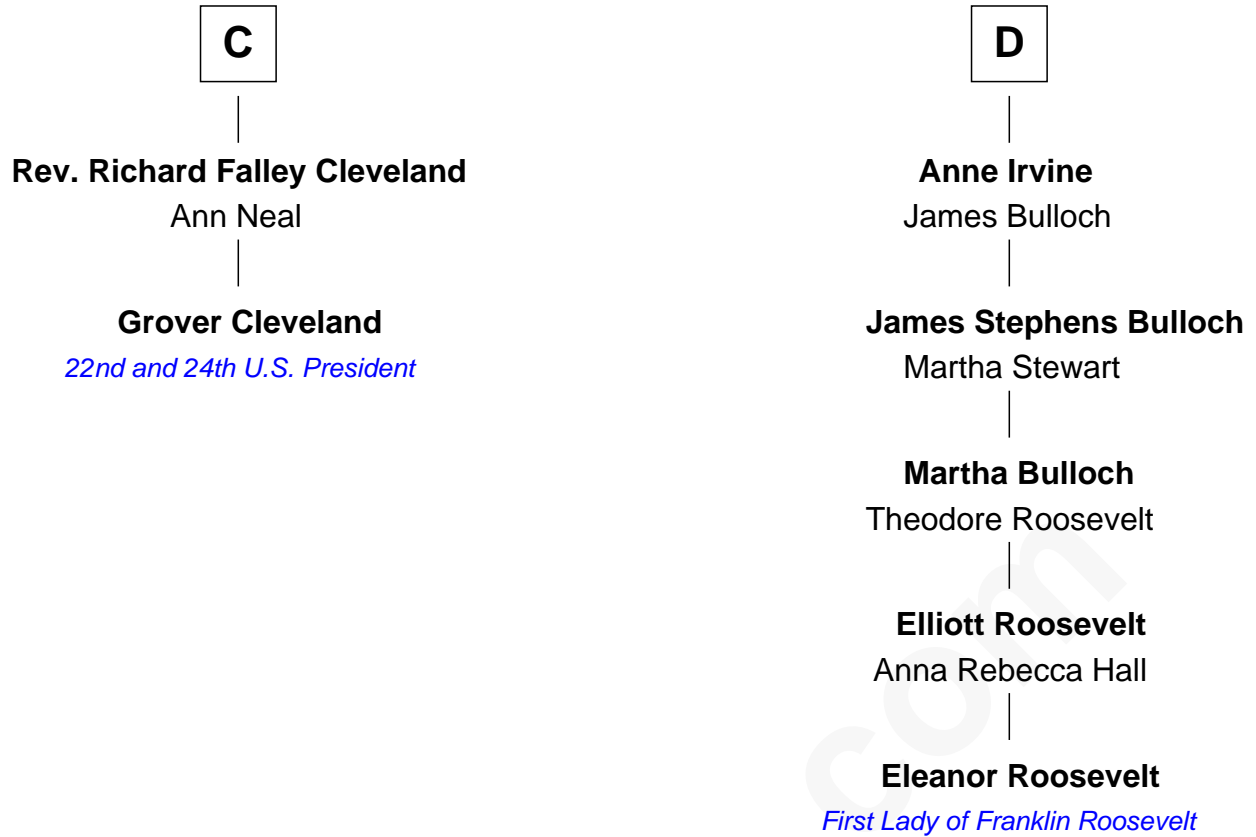 C
Rev. Richard Falley Cleveland
Ann Neal
Grover Cleveland
22nd and 24th U.S. President
D
Anne Irvine
James Bulloch
James Stephens Bulloch
Martha Stewart
Martha Bulloch
Theodore Roosevelt
Elliott Roosevelt
Anna Rebecca Hall
Eleanor Roosevelt
First Lady of Franklin Roosevelt
com